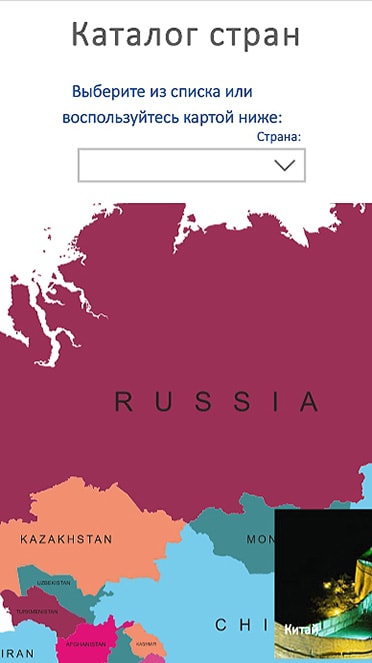 Каталог стран
Выберите из списка или
воспользуйтесь картой ниже:
Страна:
RUSSIA
KAZAKHSTAN
MON
UZBEKISTAN
TURKMENISTAN
CHI
Китай
AFGHANISTAN
KASHMIR
IRAN